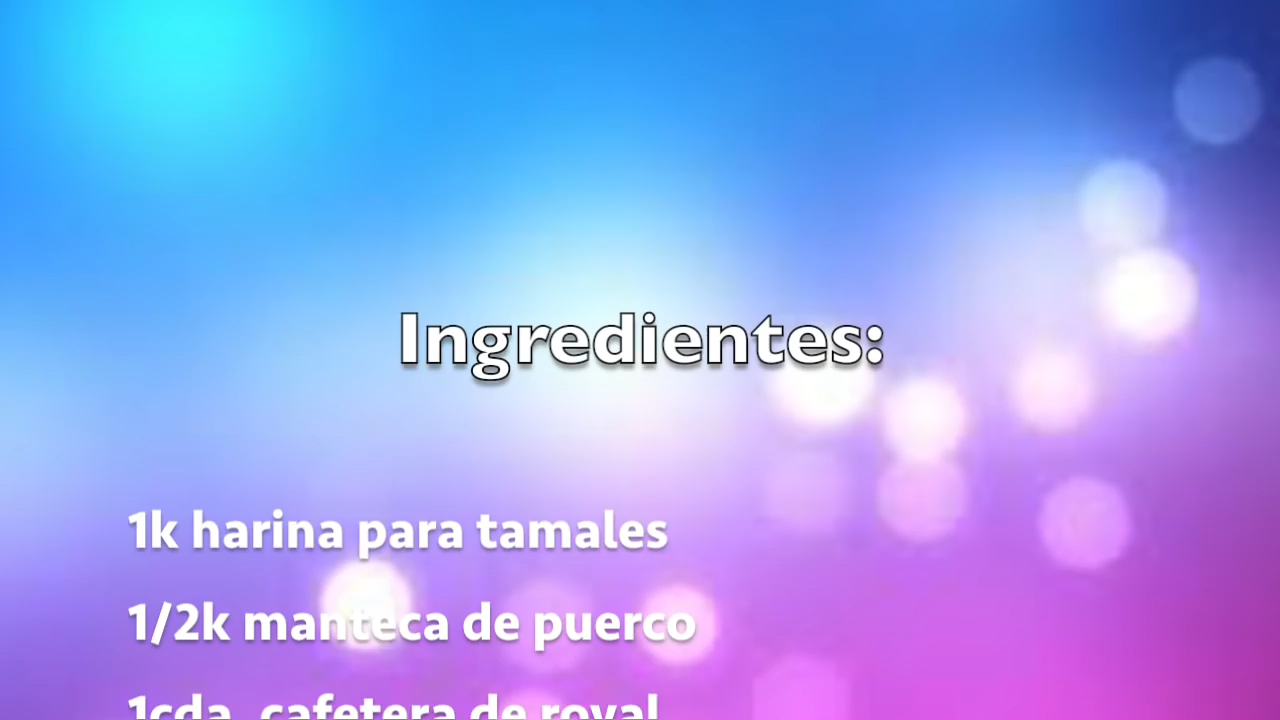 Ingredientes:
1k harina para tamales
1/2k manteca de puerco
1cda. cafetera de royal